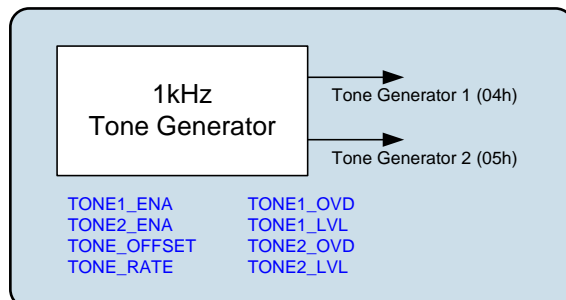 1kHz
Tone Generator
Tone Generator 1 (04h)
Tone Generator 2 (05h)
TONE1_ENA
TONE2_ENA
TONE_OFFSET
TONE_RATE
TONE1_OVD
TONE1_LVL
TONE2_OVD
TONE2_LVL